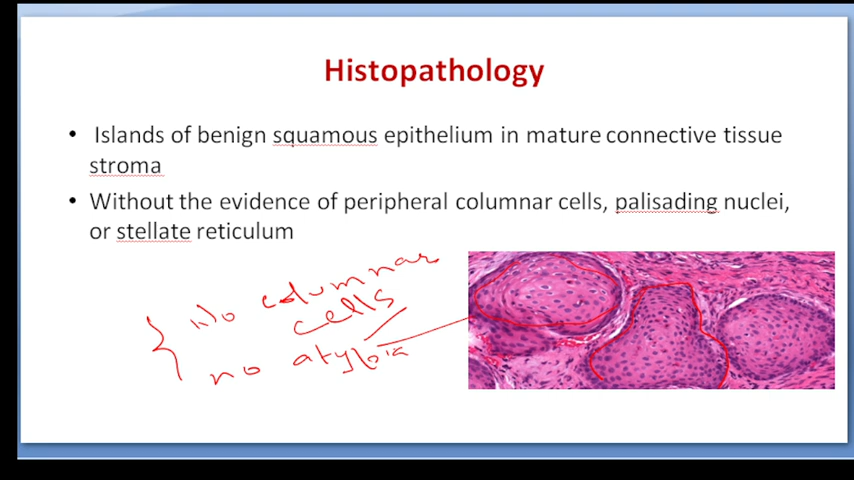 Histopathology
• Islands of benign squamous epithelium in mature connective tissue
stroma
• Without the evidence of peripheral columnar cells, palisading nuclei,
or stellate reticulum
No columnar
cells
no atypia